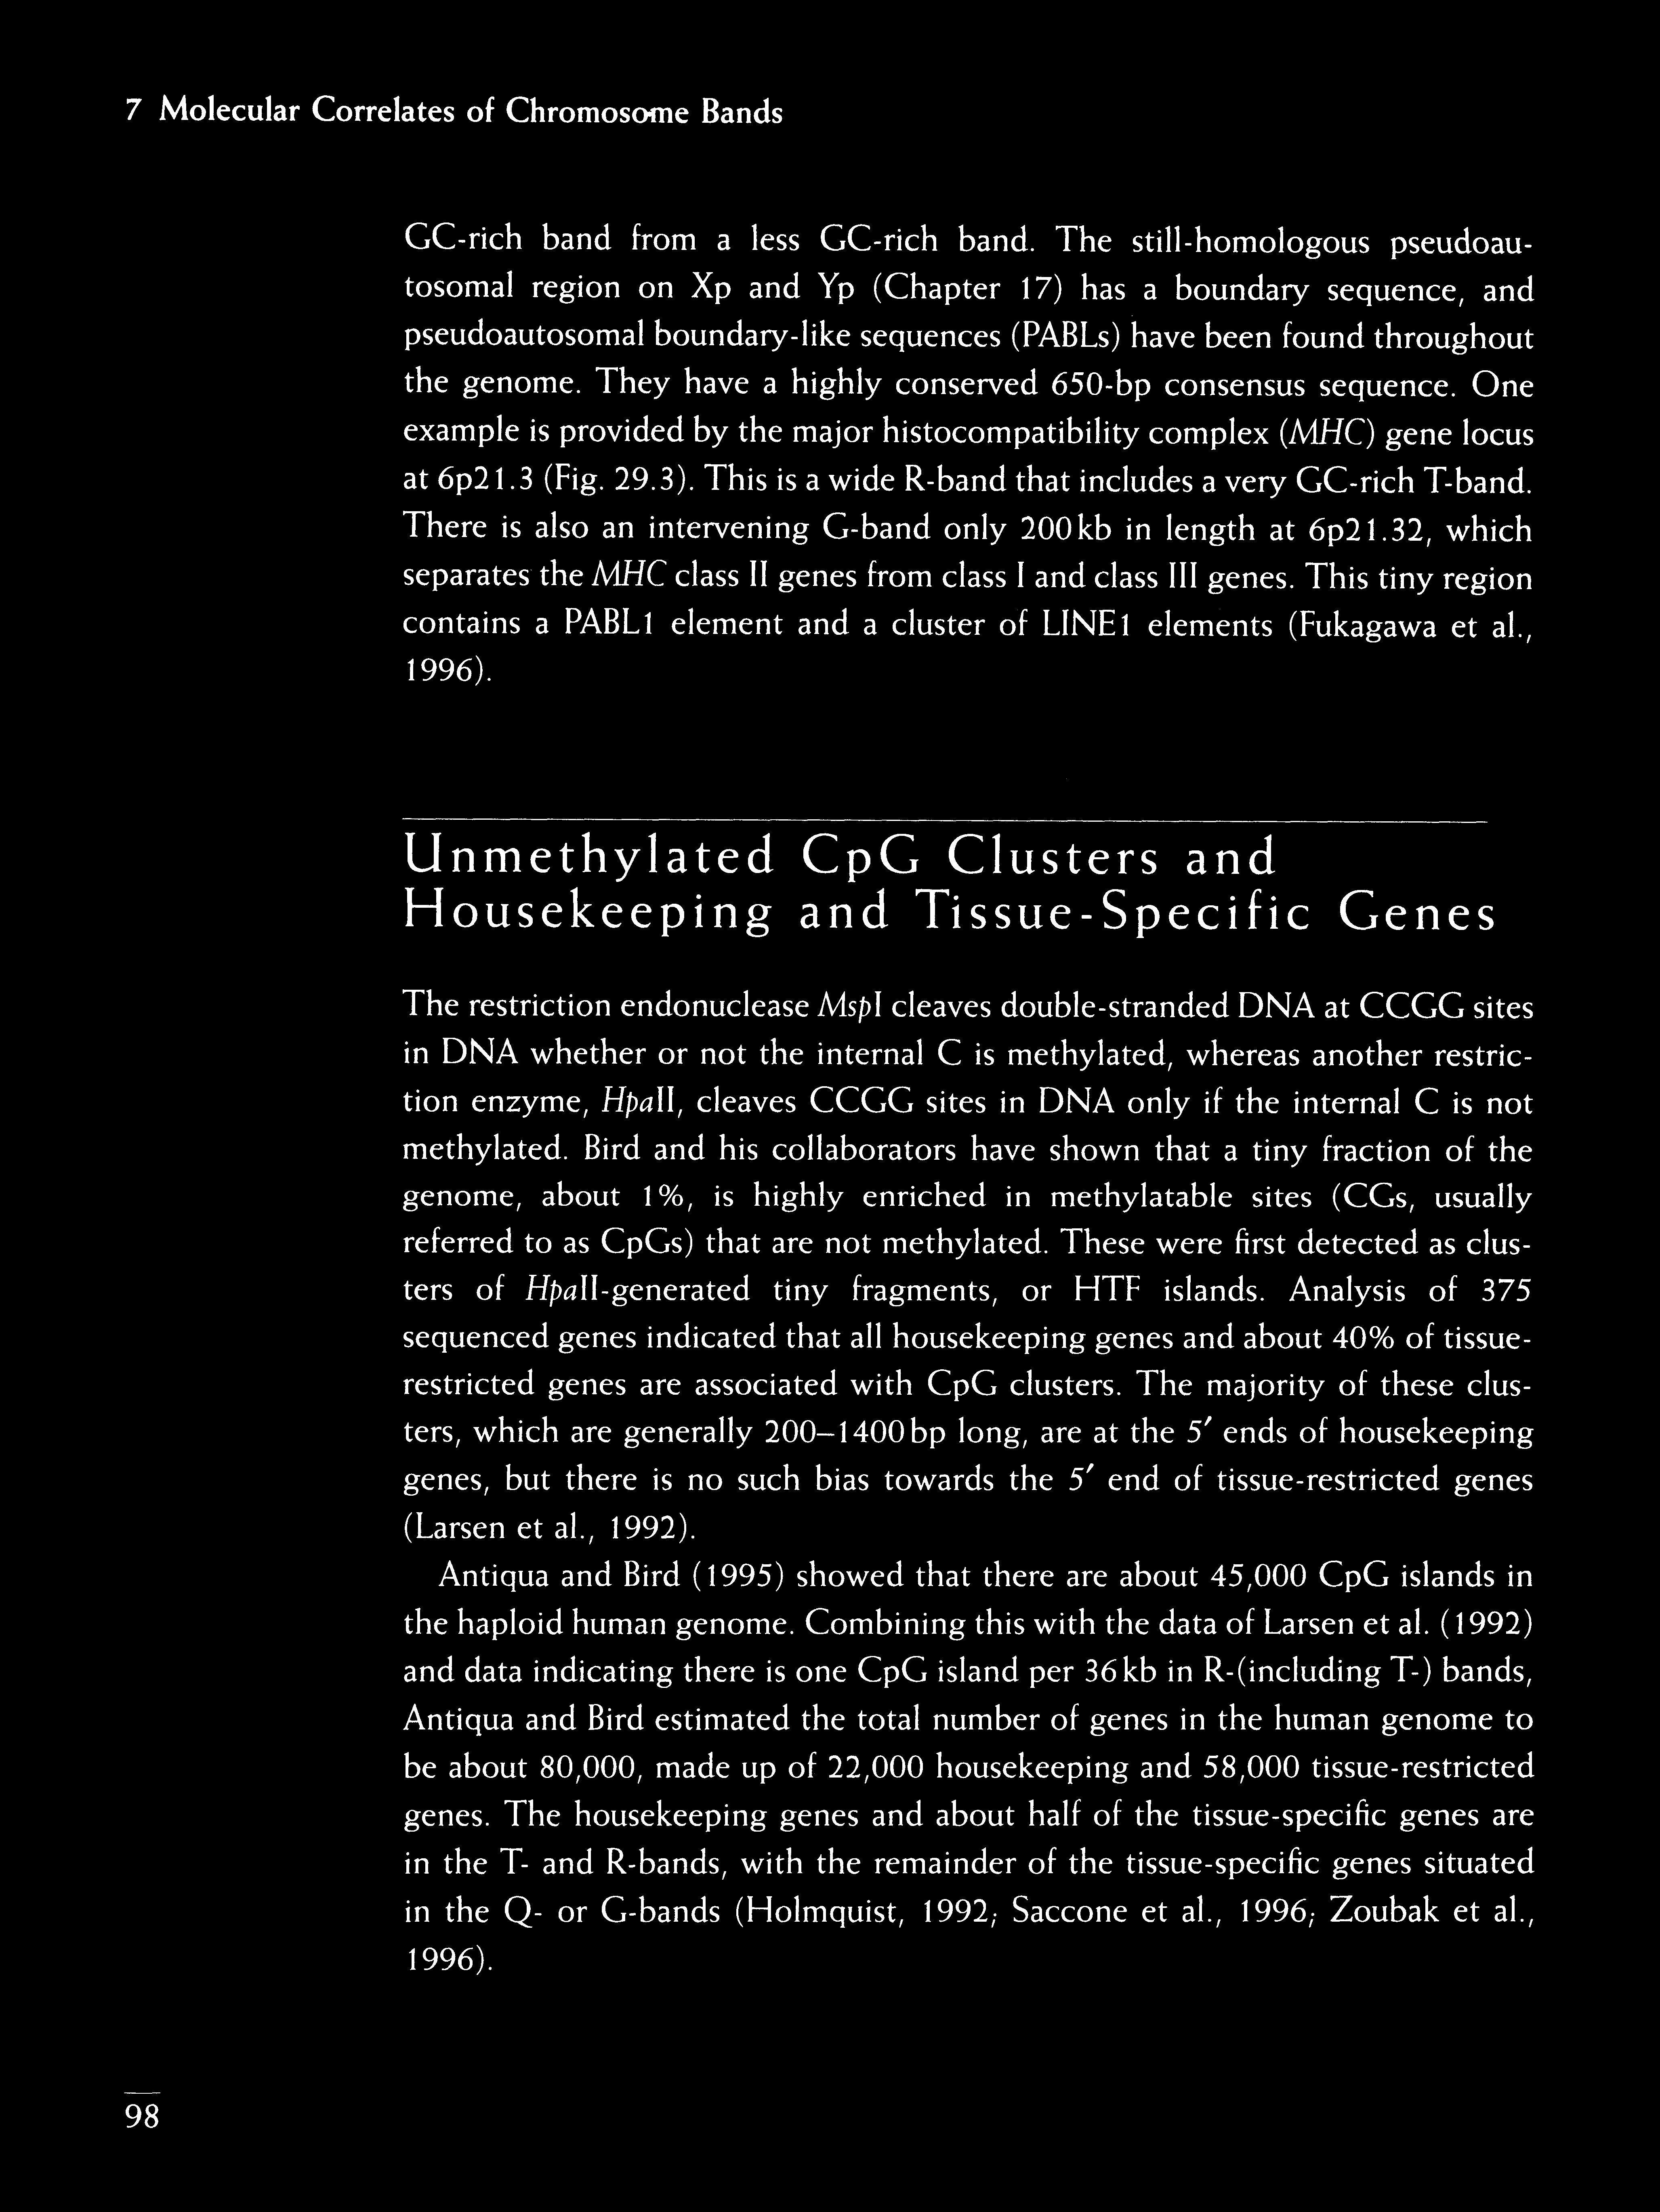 7 Molecular Correlates of Chromosome Bands
GC-rich band from a less GC-rich band. The still-homologous pseudoau-
tosomal region on Xp and Yp (Chapter 17) has a boundary sequence, and
pseudoautosomal boundary-like sequences (PABLs) have been found throughout
the genome. They have a highly conserved 650-bp consensus sequence. One
example is provided by the major histocompatibility complex (MHC) gene locus
at 6p21.3 (Fig. 29.3). This is a wide R-band that includes a very GC-rich T-band.
There is also an intervening G-band only 200 kb in length at 6p21.32, which
separates the MHC class II genes from class I and class III genes. This tiny region
contains a PABL1 element and a cluster of LINE1 elements (Fukagawa et al.,
1996).
Unmethylated CpG Clusters and
Housekeeping and Tissue-Specific Genes
The restriction endonuclease MspI cleaves double-stranded DNA at CCGG sites
in DNA whether or not the internal C is methylated, whereas another restric-
tion enzyme, HpaII, cleaves CCGG sites in DNA only if the internal C is not
methylated. Bird and his collaborators have shown that a tiny fraction of the
genome, about 1%, is highly enriched in methylatable sites (CGs, usually
referred to as CpGs) that are not methylated. These were first detected as clus-
ters of HpaII-generated tiny fragments, or HTF islands. Analysis of 375
sequenced genes indicated that all housekeeping genes and about 40% of tissue-
restricted genes are associated with CpG clusters. The majority of these clus-
ters, which are generally 200–1400 bp long, are at the 5′ ends of housekeeping
genes, but there is no such bias towards the 5′ end of tissue-restricted genes
(Larsen et al., 1992).
Antiqua and Bird (1995) showed that there are about 45,000 CpG islands in
the haploid human genome. Combining this with the data of Larsen et al. (1992)
and data indicating there is one CpG island per 36 kb in R-(including T-) bands,
Antiqua and Bird estimated the total number of genes in the human genome to
be about 80,000, made up of 22,000 housekeeping and 58,000 tissue-restricted
genes. The housekeeping genes and about half of the tissue-specific genes are
in the T- and R-bands, with the remainder of the tissue-specific genes situated
in the Q- or G-bands (Holmquist, 1992; Saccone et al., 1996; Zoubak et al.,
1996).
98